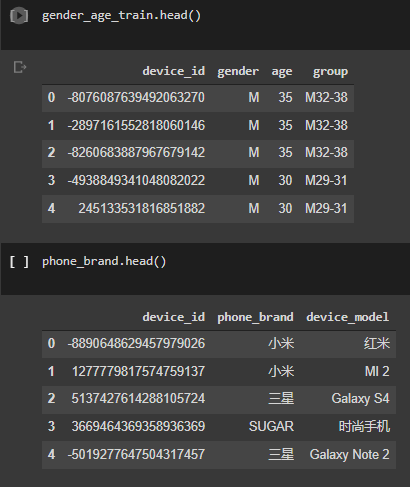 gender_age_train.head()
device_id gender age group
0 -8076087639492063270 M 35 M32-38
1 -2897161552818060146 M 35 M32-38
2 -8260683887967679142 M 35 M32-38
3 -4938849341048082022 M 30 M29-31
4 245133531816851882 M 30 M29-31
[ ] phone_brand.head()
device_id phone_brand device_model
0 -8890648629457979026 小米 红米
1 1277779817574759137 小米 MI 2
2 5137427614288105724 三星 Galaxy S4
3 3669464369358936369 SUGAR 时尚手机
4 -5019277647504317457 三星 Galaxy Note 2